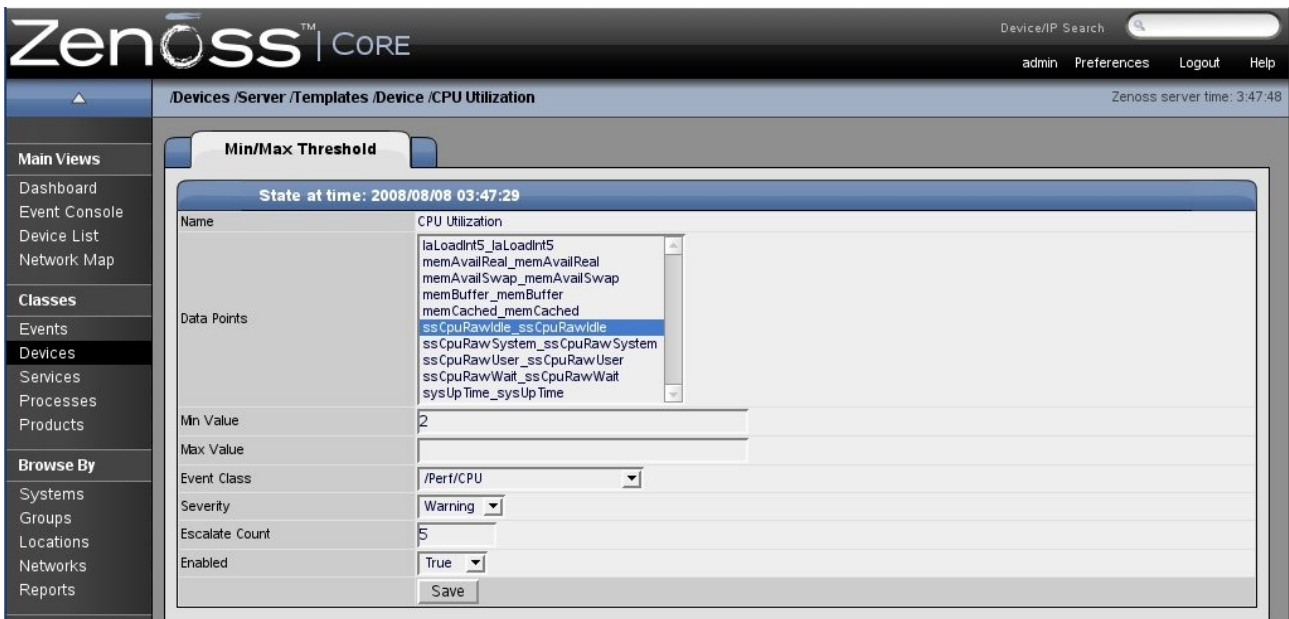 Zenoss™ | CORE
Device/IP Search
admin Preferences Logout Help
/Devices /Server /Templates /Device /CPU Utilization
Zenoss server time: 3:47:48
Main Views
Dashboard
Event Console
Device List
Network Map
Classes
Events
Devices
Services
Processes
Products
Browse By
Systems
Groups
Locations
Networks
Reports
Min/Max Threshold
State at time: 2008/08/08 03:47:29
Name CPU Utilization
Data Points
laLoadInt5_laLoadInt5
memAvailReal_memAvailReal
memAvailSwap_memAvailSwap
memBuffer_memBuffer
memCached_memCached
ssCpuRawIdle_ssCpuRawIdle
ssCpuRawSystem_ssCpuRawSystem
ssCpuRawUser_ssCpuRawUser
ssCpuRawWait_ssCpuRawWait
sysUpTime_sysUpTime
Min Value 2
Max Value
Event Class /Perf/CPU
Severity Warning
Escalate Count 5
Enabled True
Save